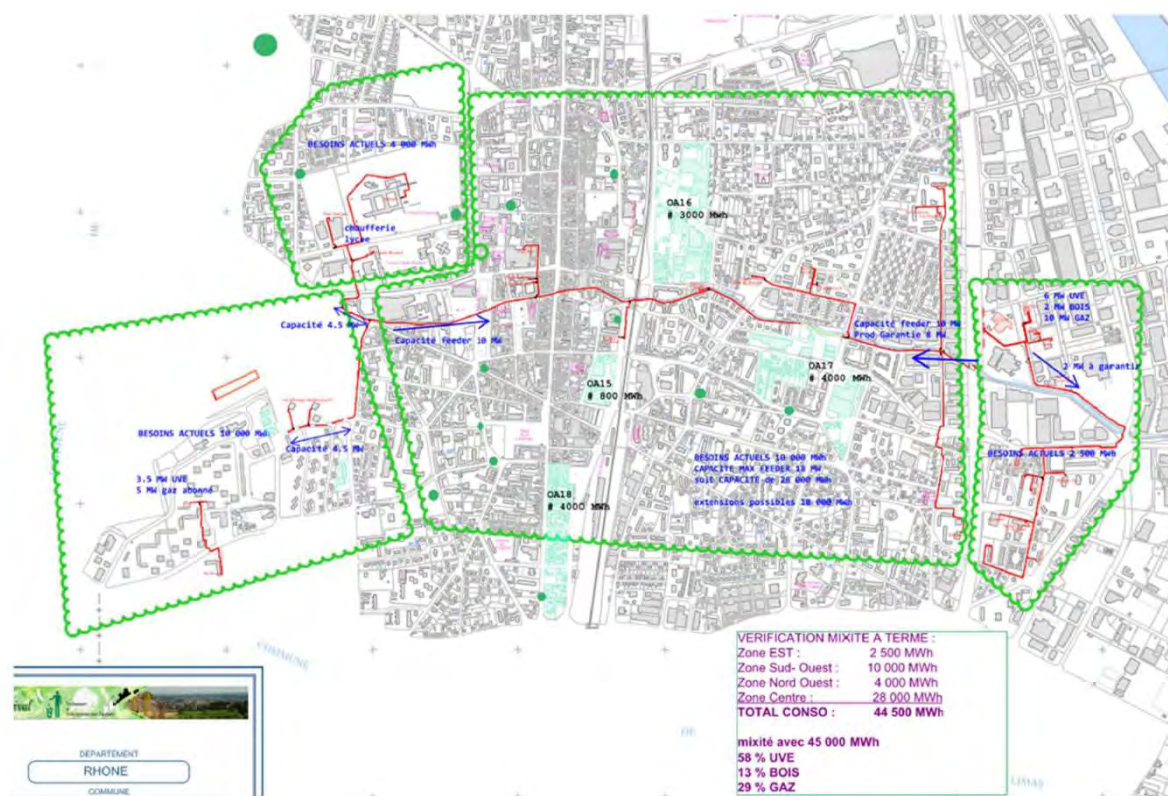 BESOINS ACTUELS 4 000 MWh
chaufferie
lycee
OA16
# 3000 MWh
Capacité 4.5 MW
Capacité feeder 10 MW
Capacité feeder 10 MW
Prod Garantie 8 MW
6 MW UVE
2 MW BOIS
10 MW GAZ
2 MW à garantir
OA15
# 800 MWh
OA17
# 4000 MWh
BESOINS ACTUELS 10 000 MWh
Capacité 4.5 MW
3.5 MW UVE
5 MW gaz abonné
BESOINS ACTUELS 10 000 MWh
CAPACITE MAX FEEDER 18 MW
soit CAPACITE de 28 000 MWh
extensions possibles 18 000 MWh
BESOINS ACTUELS 2 500 MWh
OA18
# 4000 MWh
COMMUNE
DE
LIMAS
VERIFICATION MIXITE A TERME :
Zone EST : 2 500 MWh
Zone Sud- Ouest : 10 000 MWh
Zone Nord Ouest : 4 000 MWh
Zone Centre : 28 000 MWh
TOTAL CONSO : 44 500 MWh
mixité avec 45 000 MWh
58 % UVE
13 % BOIS
29 % GAZ
DEPARTEMENT
RHONE
COMMUNE